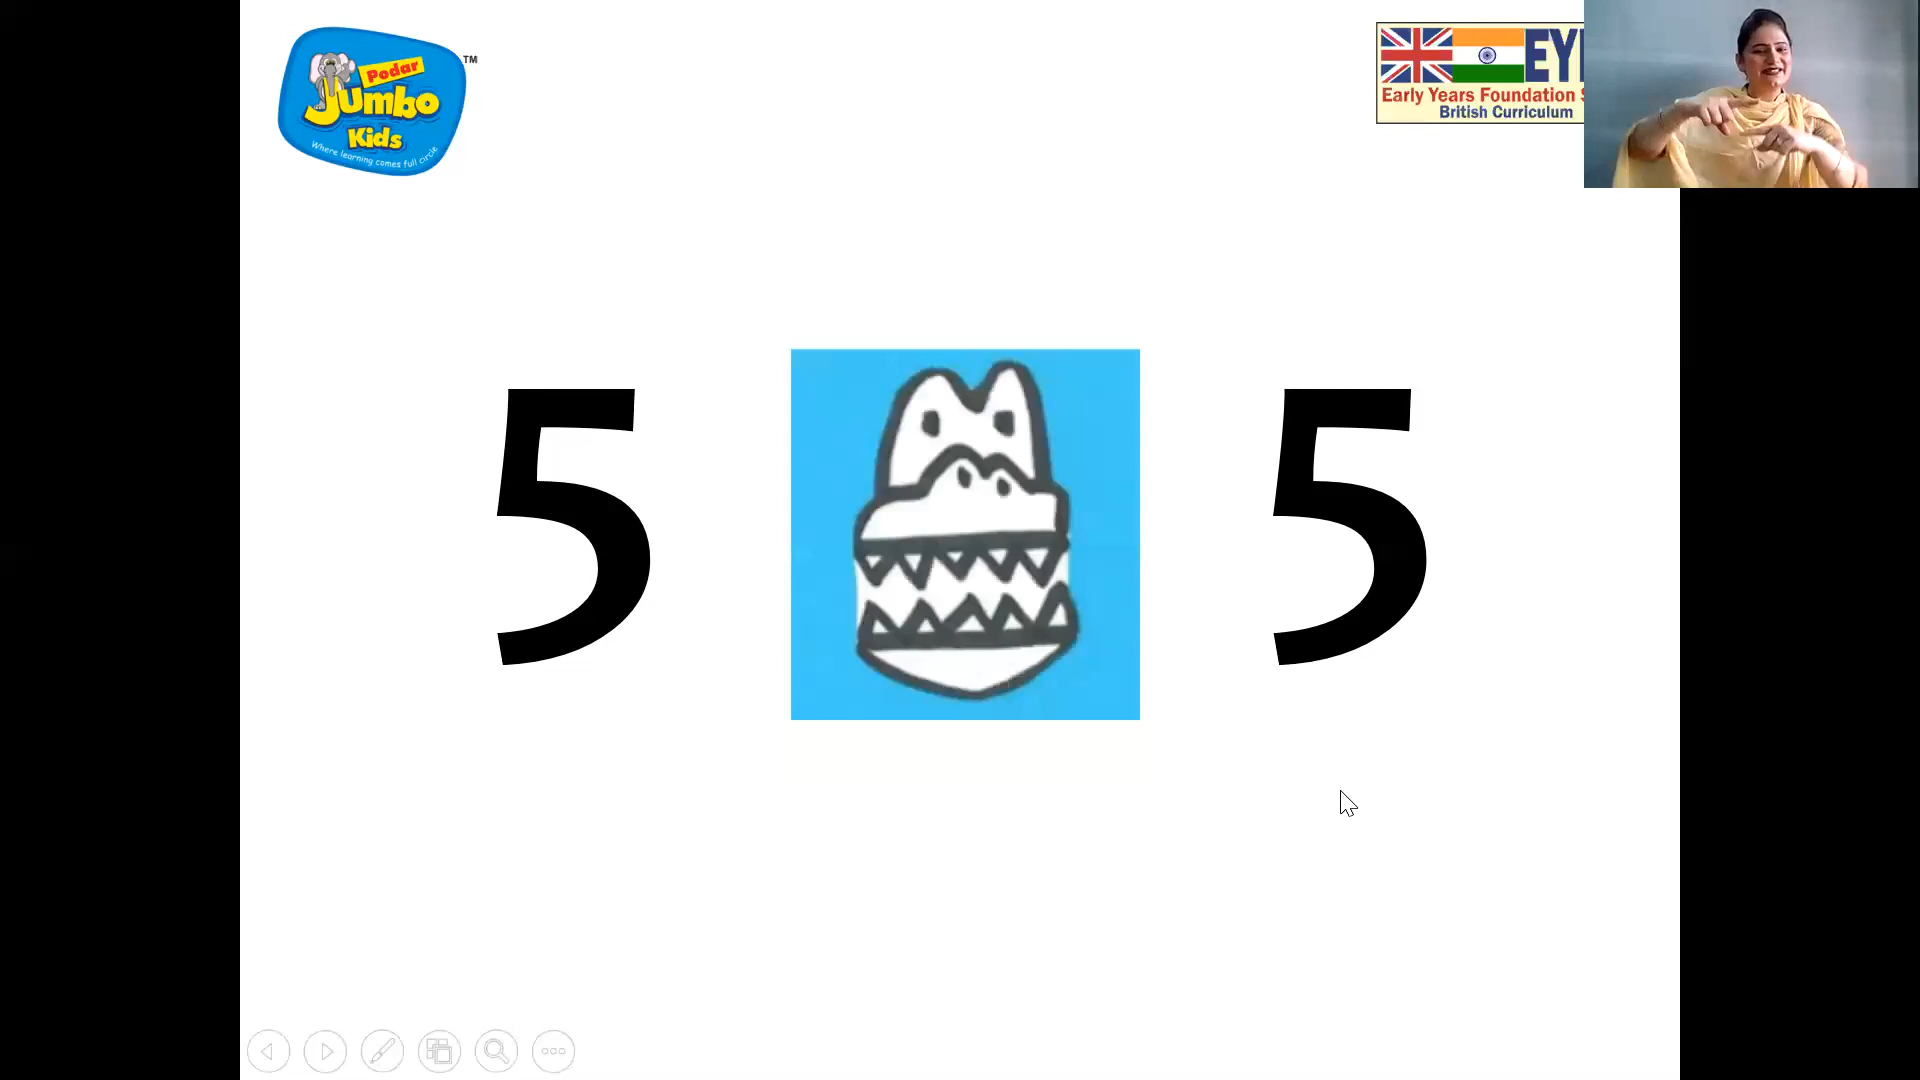 Podar
Jumbo
Kids
TM
Where learning comes full circle
EY
Early Years Foundation
British Curriculum
5 5